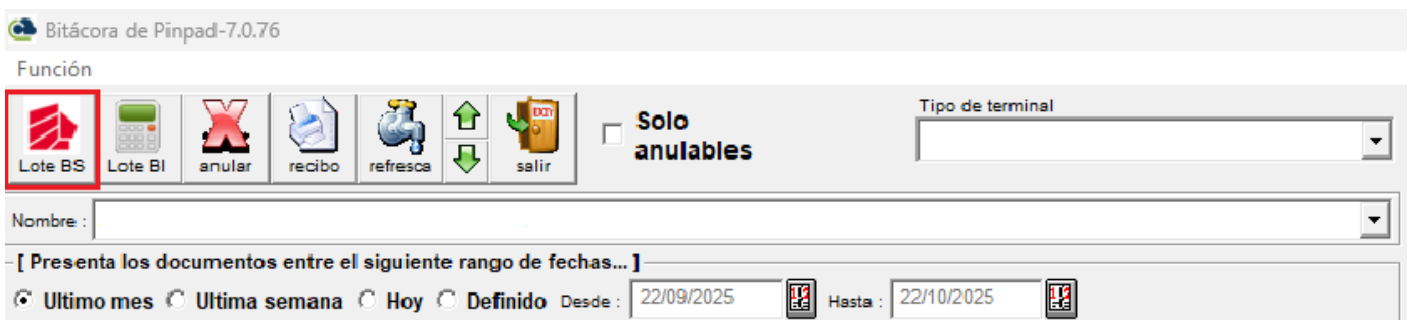 Bitácora de Pinpad-7.0.76
Función
Lote BS Lote BI anular recibo refresca EXIT salir Solo anulables Tipo de terminal
Nombre :
[ Presenta los documentos entre el siguiente rango de fechas... ]
Ultimo mes Ultima semana Hoy Definido Desde : 22/09/2025 Hasta : 22/10/2025